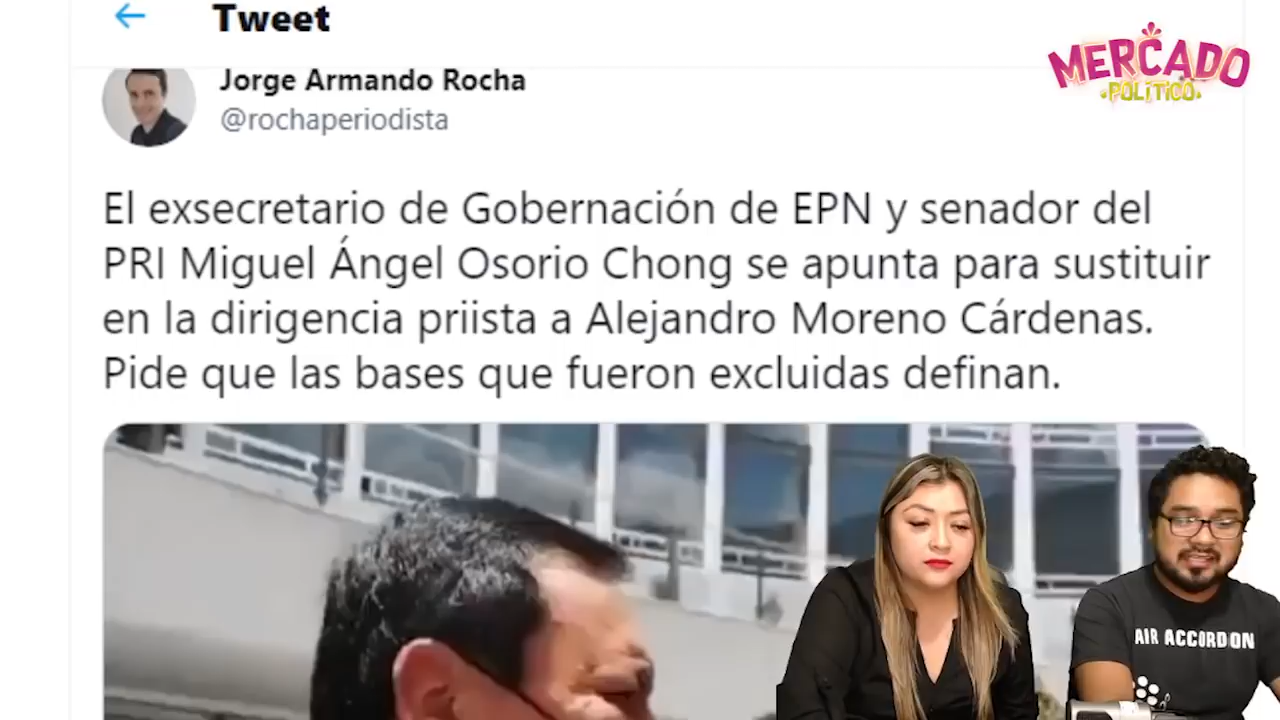 Tweet
MERCADO
POLÍTICO
Jorge Armando Rocha
@rochaperiodista
El exsecretario de Gobernación de EPN y senador del
PRI Miguel Ángel Osorio Chong se apunta para sustituir
en la dirigencia priista a Alejandro Moreno Cárdenas.
Pide que las bases que fueron excluidas definan.
AIR ACCORDON